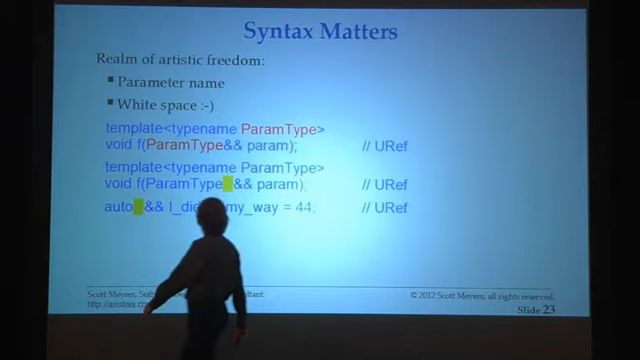 Syntax Matters
Realm of artistic freedom:
▪ Parameter name
▪ White space :-)
template<typename ParamType>
void f(ParamType&& param); // URef
template<typename ParamType>
void f(ParamType && param); // URef
auto && my_way = 44; // URef
Scott Meyers,
© 2012 Scott Meyers, all rights reserved.
Slide 23